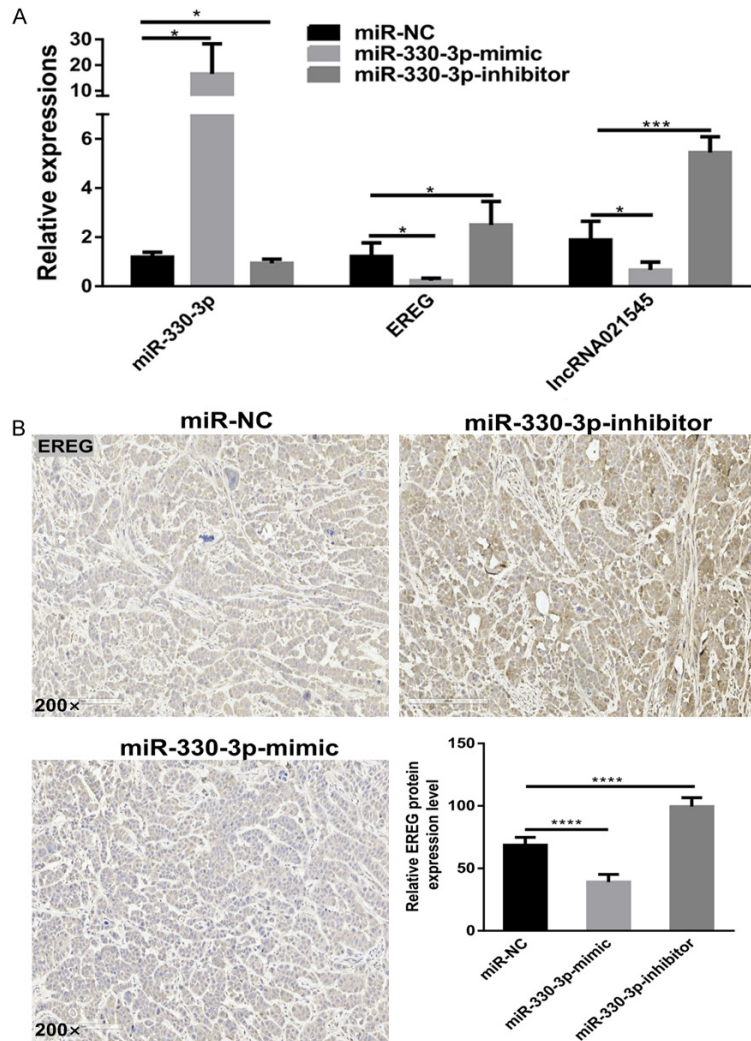 A
Relative expressions
30
20
10
6
4
2
0
*
*
*
*
*
***
miR-NC
miR-330-3p-mimic
miR-330-3p-inhibitor
miR-330-3p
EREG
lncRNA021545
B
miR-NC
miR-330-3p-inhibitor
EREG
200×
miR-330-3p-mimic
200×
Relative EREG protein
expression level
150
100
50
0
****
****
miR-NC
miR-330-3p-mimic
miR-330-3p-inhibitor